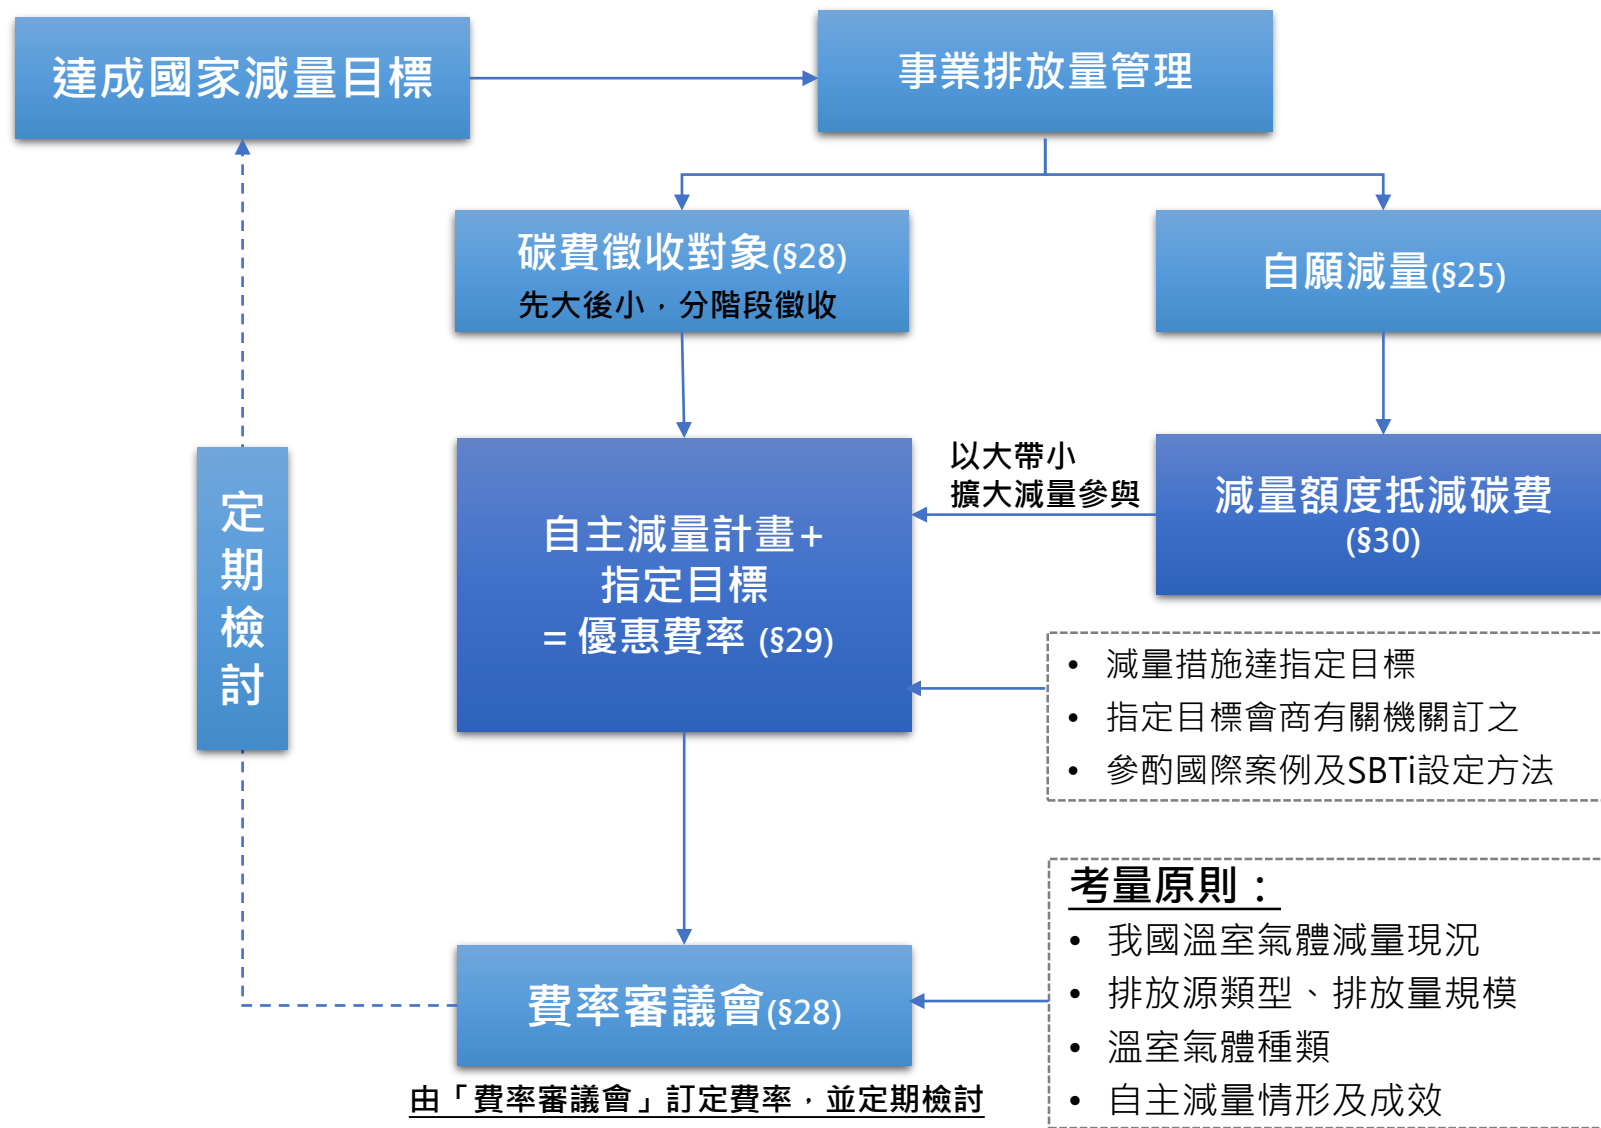 達成國家減量目標
事業排放量管理
碳費徵收對象(§28)
先大後小，分階段徵收
自願減量(§25)
定
期
檢
討
自主減量計畫+
指定目標
=優惠費率 (§29)
以大帶小
擴大減量參與
減量額度抵減碳費
(§30)
• 減量措施達指定目標
• 指定目標會商有關機關訂之
• 參酌國際案例及SBTi設定方法
費率審議會(§28)
由「費率審議會」訂定費率，並定期檢討
考量原則：
• 我國溫室氣體減量現況
• 排放源類型、排放量規模
• 溫室氣體種類
• 自主減量情形及成效